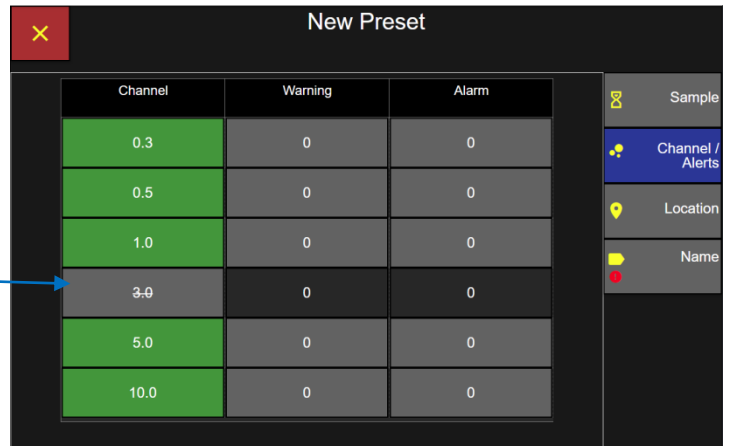 New Preset
Channel Warning Alarm
0.3 0 0
0.5 0 0
1.0 0 0
3.0 0 0
5.0 0 0
10.0 0 0
Sample
Channel /
Alerts
Location
Name